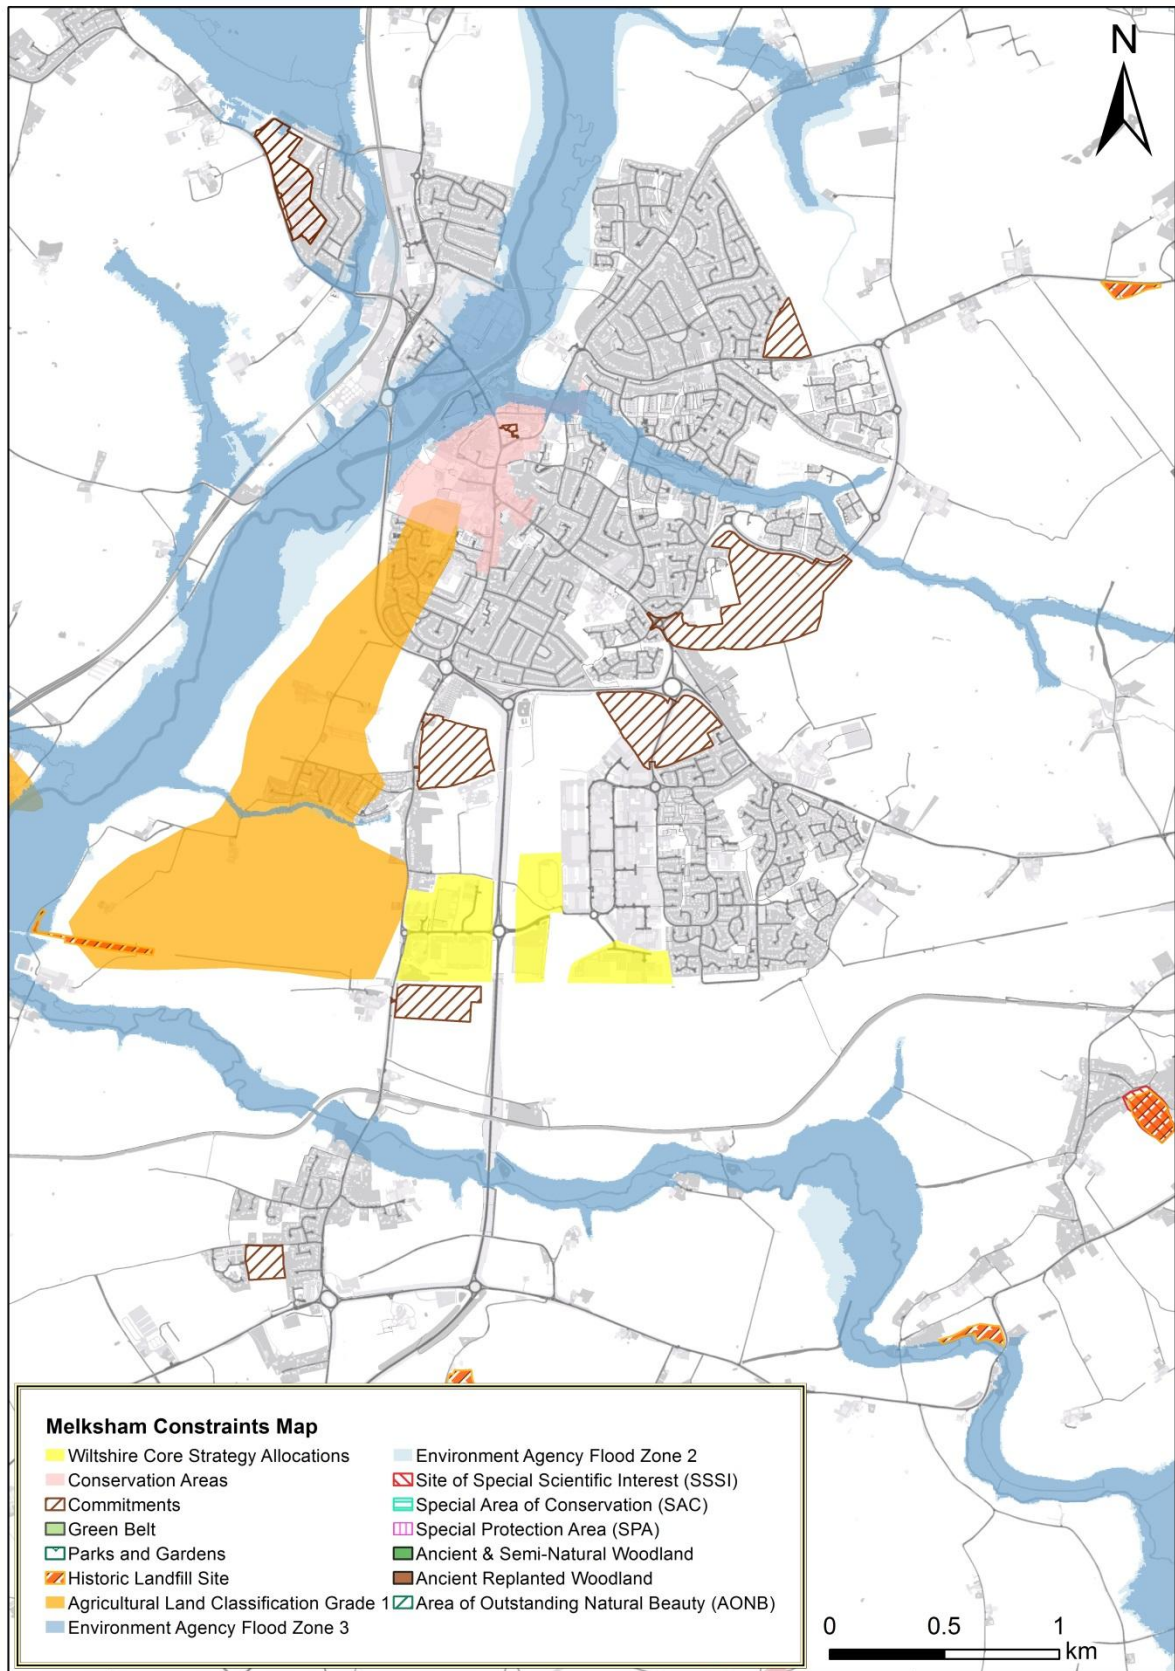 N
Melksham Constraints Map
Wiltshire Core Strategy Allocations
Conservation Areas
Commitments
Green Belt
Parks and Gardens
Historic Landfill Site
Agricultural Land Classification Grade 1
Environment Agency Flood Zone 3
Environment Agency Flood Zone 2
Site of Special Scientific Interest (SSSI)
Special Area of Conservation (SAC)
Special Protection Area (SPA)
Ancient & Semi-Natural Woodland
Ancient Replanted Woodland
Area of Outstanding Natural Beauty (AONB)
0 0.5 1
km